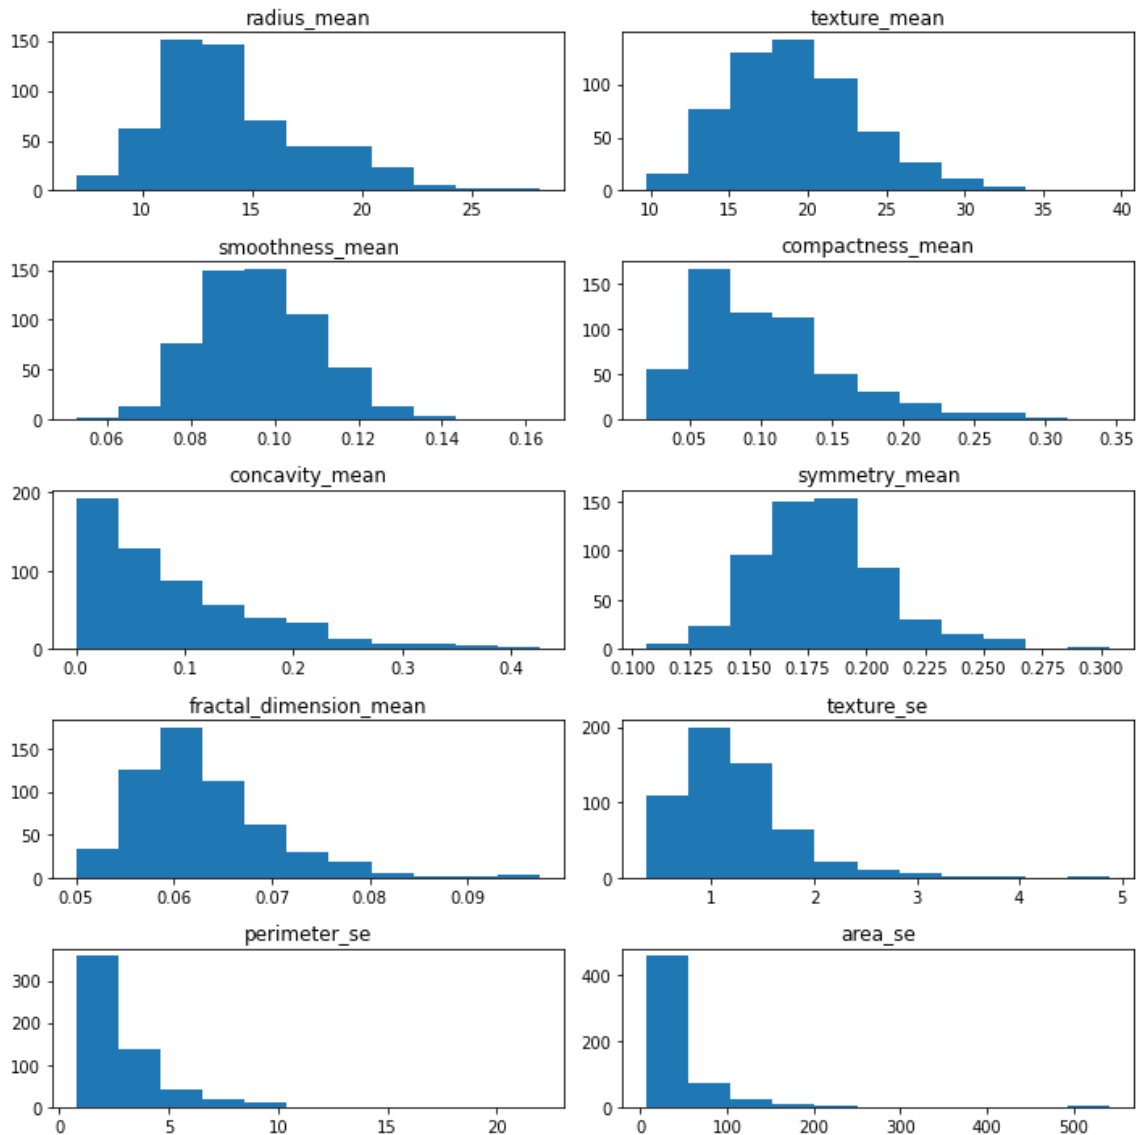 radius_mean
150
100
50
0
10 15 20 25
texture_mean
100
50
0
10 15 20 25 30 35 40
smoothness_mean
150
100
50
0
0.06 0.08 0.10 0.12 0.14 0.16
compactness_mean
150
100
50
0
0.05 0.10 0.15 0.20 0.25 0.30 0.35
concavity_mean
200
100
0
0.0 0.1 0.2 0.3 0.4
symmetry_mean
150
100
50
0
0.100 0.125 0.150 0.175 0.200 0.225 0.250 0.275 0.300
fractal_dimension_mean
150
100
50
0
0.05 0.06 0.07 0.08 0.09
texture_se
200
100
0
1 2 3 4 5
perimeter_se
300
200
100
0
0 5 10 15 20
area_se
400
200
0
0 100 200 300 400 500